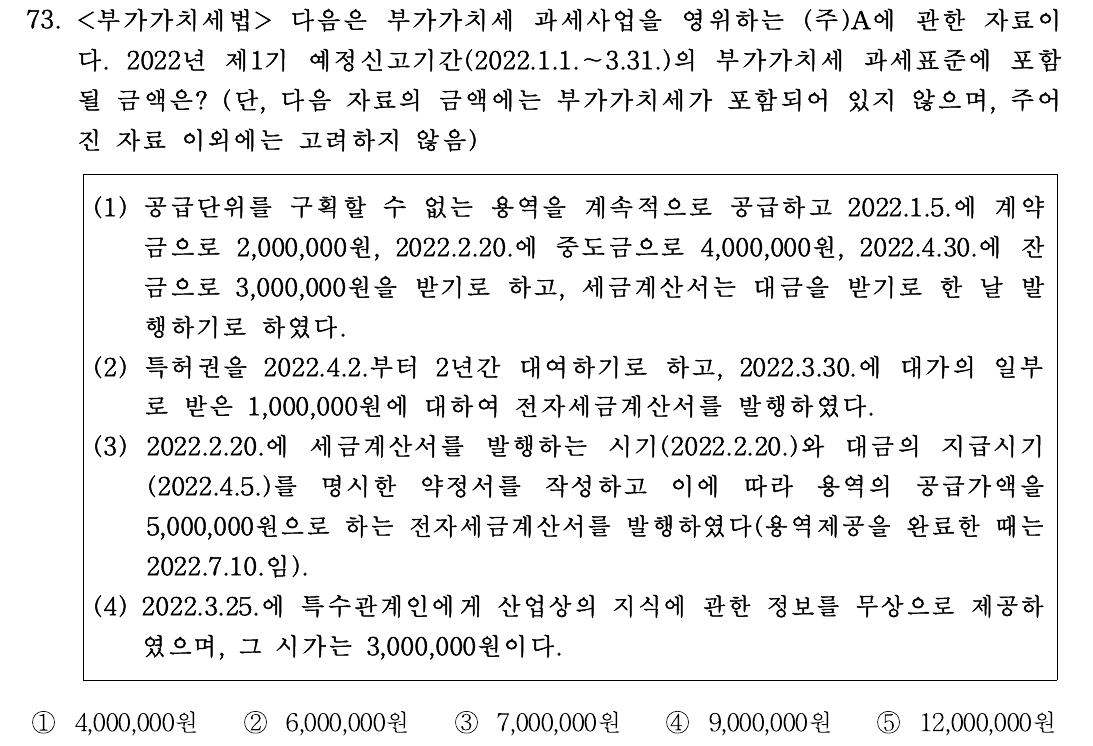 73. <부가가치세법> 다음은 부가가치세 과세사업을 영위하는 (주)A에 관한 자료이
다. 2022년 제1기 예정신고기간(2022.1.1.~3.31.)의 부가가치세 과세표준에 포함
될 금액은? (단, 다음 자료의 금액에는 부가가치세가 포함되어 있지 않으며, 주어
진 자료 이외에는 고려하지 않음)
(1) 공급단위를 구획할 수 없는 용역을 계속적으로 공급하고 2022.1.5.에 계약
금으로 2,000,000원, 2022.2.20.에 중도금으로 4,000,000원, 2022.4.30.에 잔
금으로 3,000,000원을 받기로 하고, 세금계산서는 대금을 받기로 한 날 발
행하기로 하였다.
(2) 특허권을 2022.4.2.부터 2년간 대여하기로 하고, 2022.3.30.에 대가의 일부
로 받은 1,000,000원에 대하여 전자세금계산서를 발행하였다.
(3) 2022.2.20.에 세금계산서를 발행하는 시기(2022.2.20.)와 대금의 지급시기
(2022.4.5.)를 명시한 약정서를 작성하고 이에 따라 용역의 공급가액을
5,000,000원으로 하는 전자세금계산서를 발행하였다(용역제공을 완료한 때는
2022.7.10.임).
(4) 2022.3.25.에 특수관계인에게 산업상의 지식에 관한 정보를 무상으로 제공하
였으며, 그 시가는 3,000,000원이다.
① 4,000,000원 ② 6,000,000원 ③ 7,000,000원 ④ 9,000,000원 ⑤ 12,000,000원